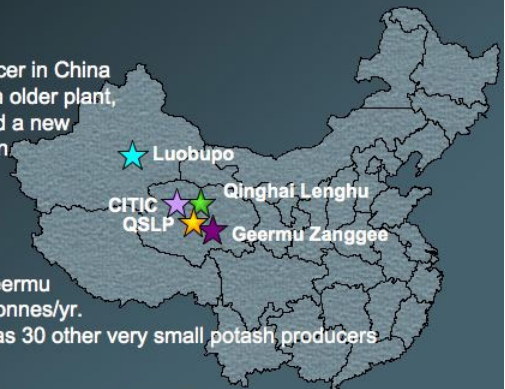 cer in China
n older plant,
d a new
n
Luobupo
Qinghai Lenghu
CITIC
QSLP
Geermu Zanggee
eermu
onnes/yr.
as 30 other very small potash producers